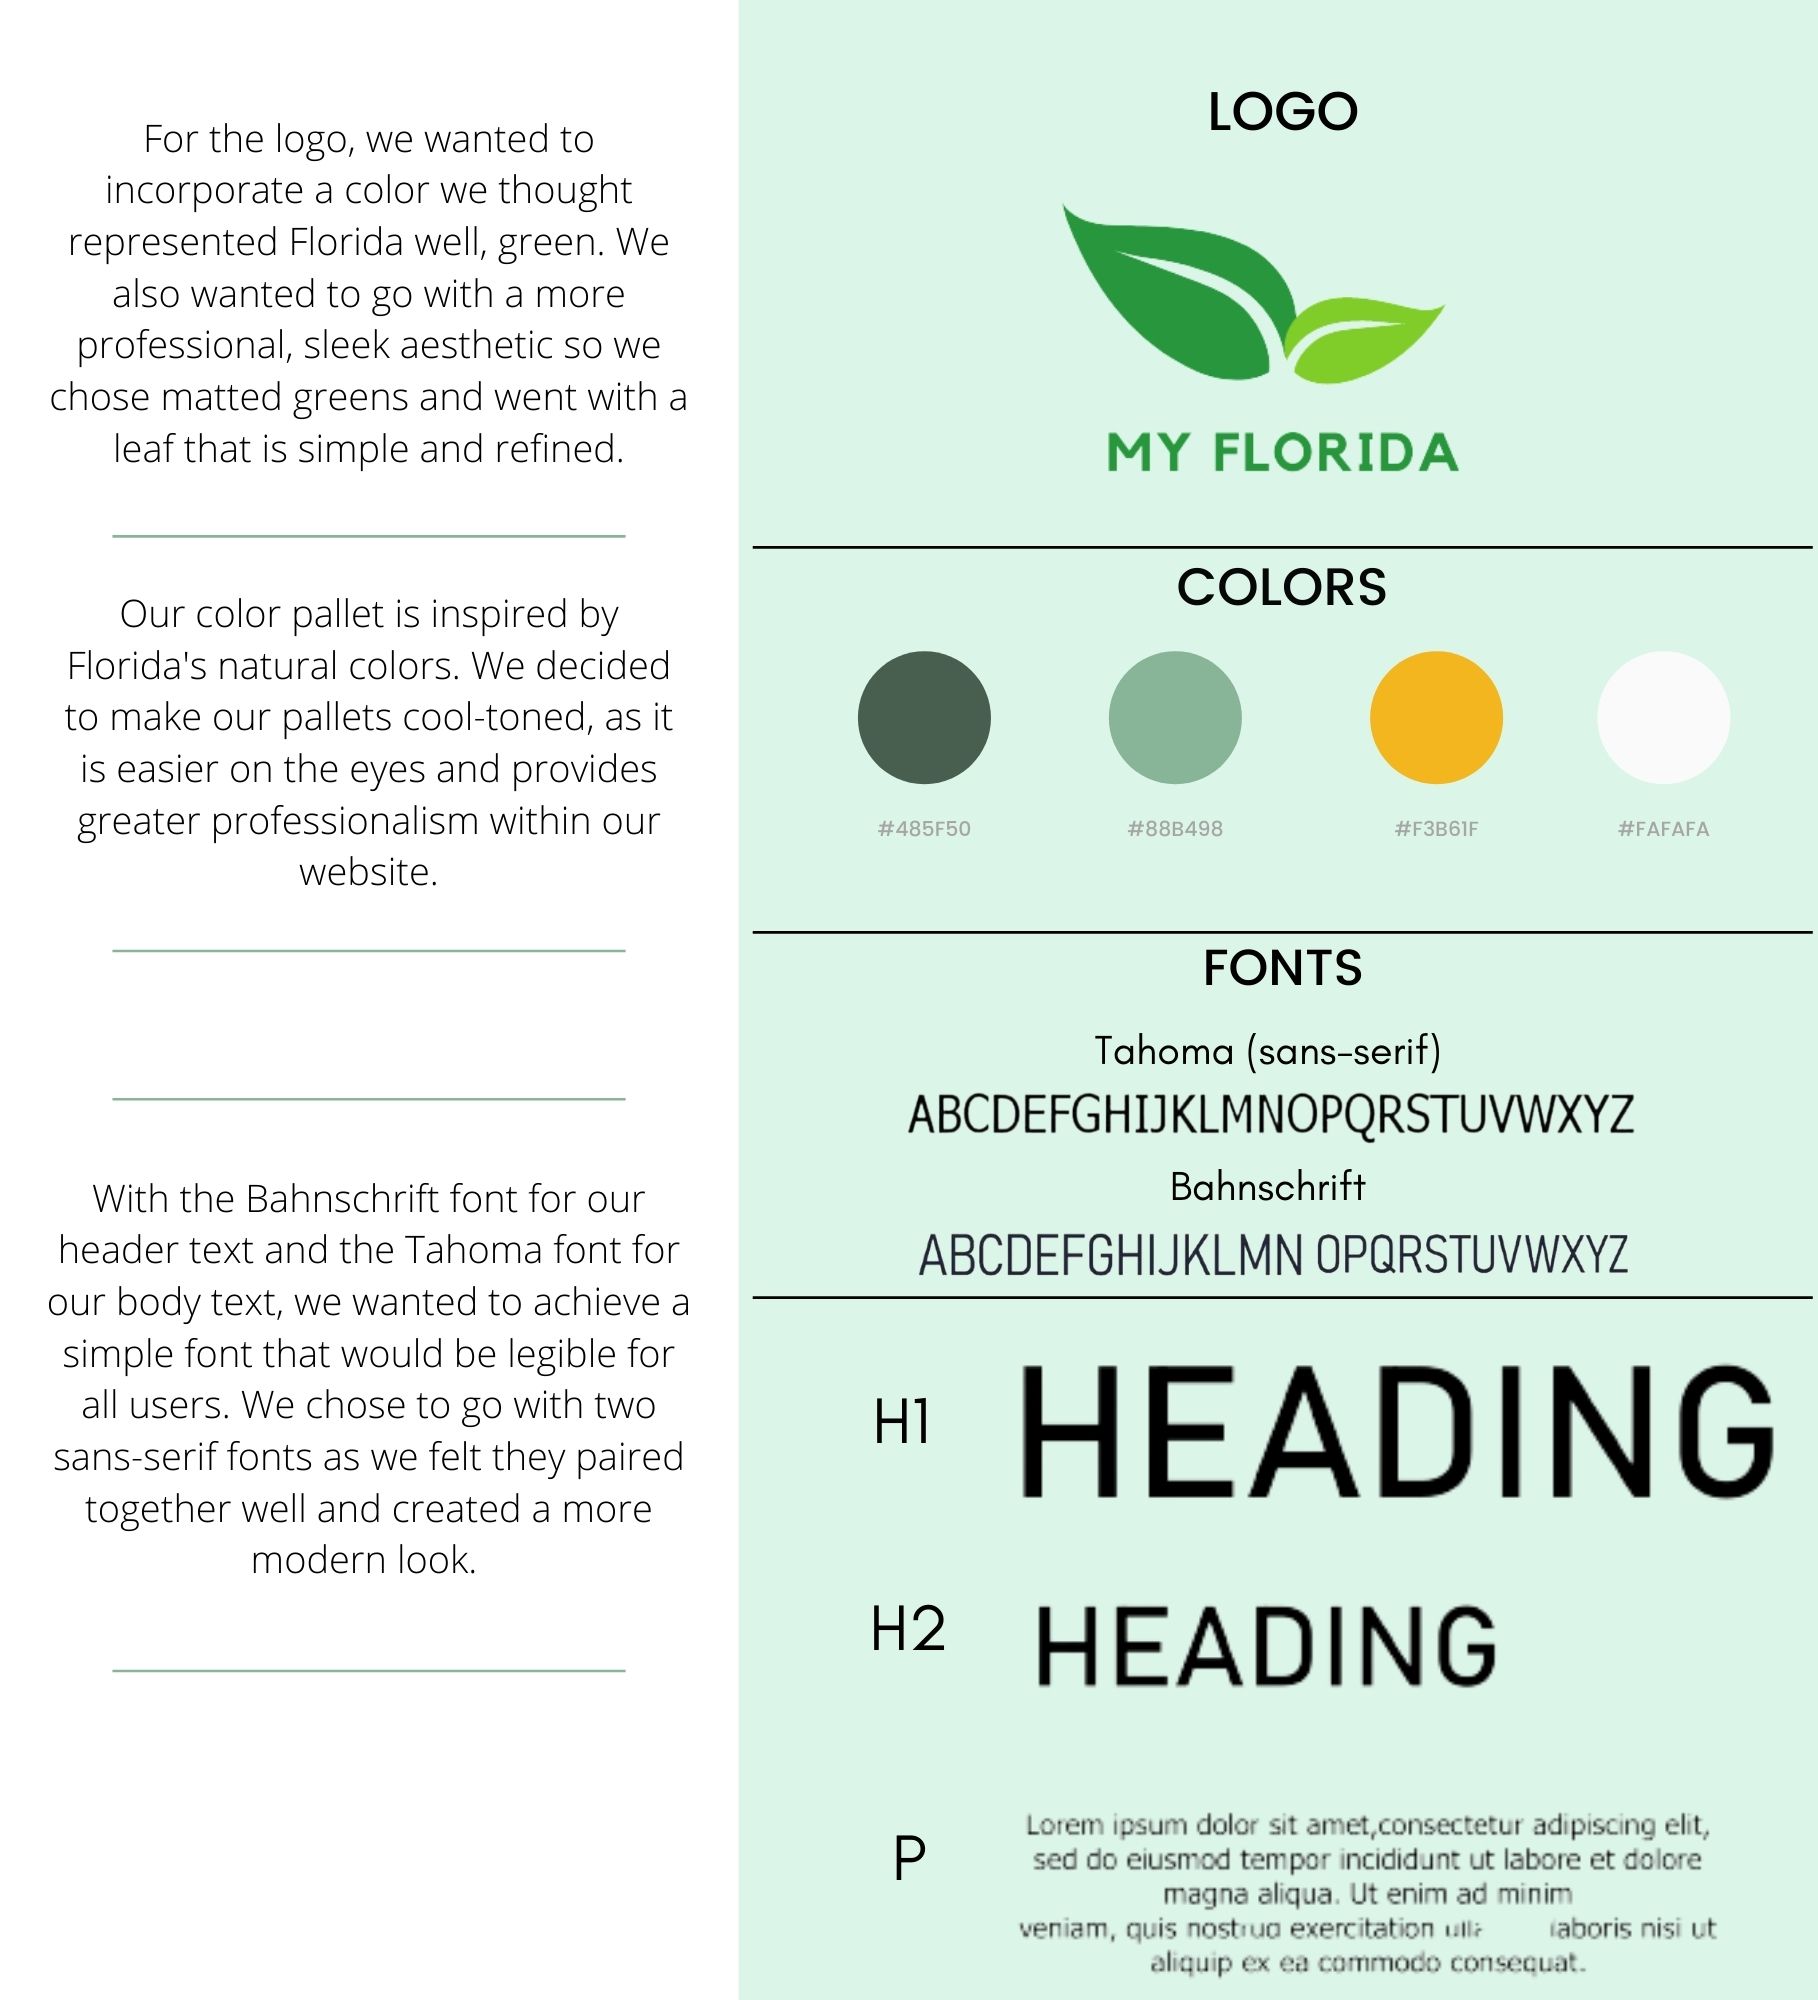 For the logo, we wanted to
incorporate a color we thought
represented Florida well, green. We
also wanted to go with a more
professional, sleek aesthetic so we
chose matted greens and went with a
leaf that is simple and refined.
Our color pallet is inspired by
Florida's natural colors. We decided
to make our pallets cool-toned, as it
is easier on the eyes and provides
greater professionalism within our
website.
With the Bahnschrift font for our
header text and the Tahoma font for
our body text, we wanted to achieve a
simple font that would be legible for
all users. We chose to go with two
sans-serif fonts as we felt they paired
together well and created a more
modern look.
LOGO
MY FLORIDA
COLORS
#485F50 #88B498 #F3B61F #FAFAFA
FONTS
Tahoma (sans-serif)
ABCDEFGHIJKLMNOPQRSTUVWXYZ
Bahnschrift
ABCDEFGHIJKLMN OPQRSTUVWXYZ
H1 HEADING
H2 HEADING
P
Lorem ipsum dolor sit amet,consectetur adipiscing elit,
sed do eiusmod tempor incididunt ut labore et dolore
magna aliqua. Ut enim ad minim
veniam, quis nostrud exercitation laboris nisi ut
aliquip ex ea commodo consequat.